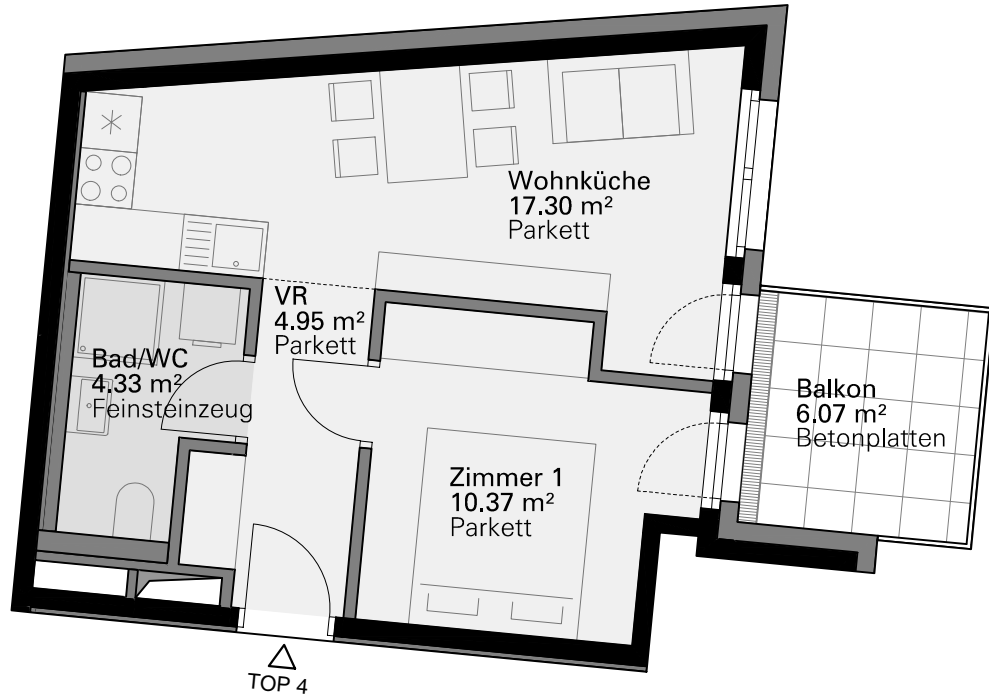 Wohnküche
17.30 m²
Parkett
VR
4.95 m²
Parkett
Bad/WC
4.33 m²
Feinsteinzeug
Balkon
6.07 m²
Betonplatten
Zimmer 1
10.37 m²
Parkett
TOP 4